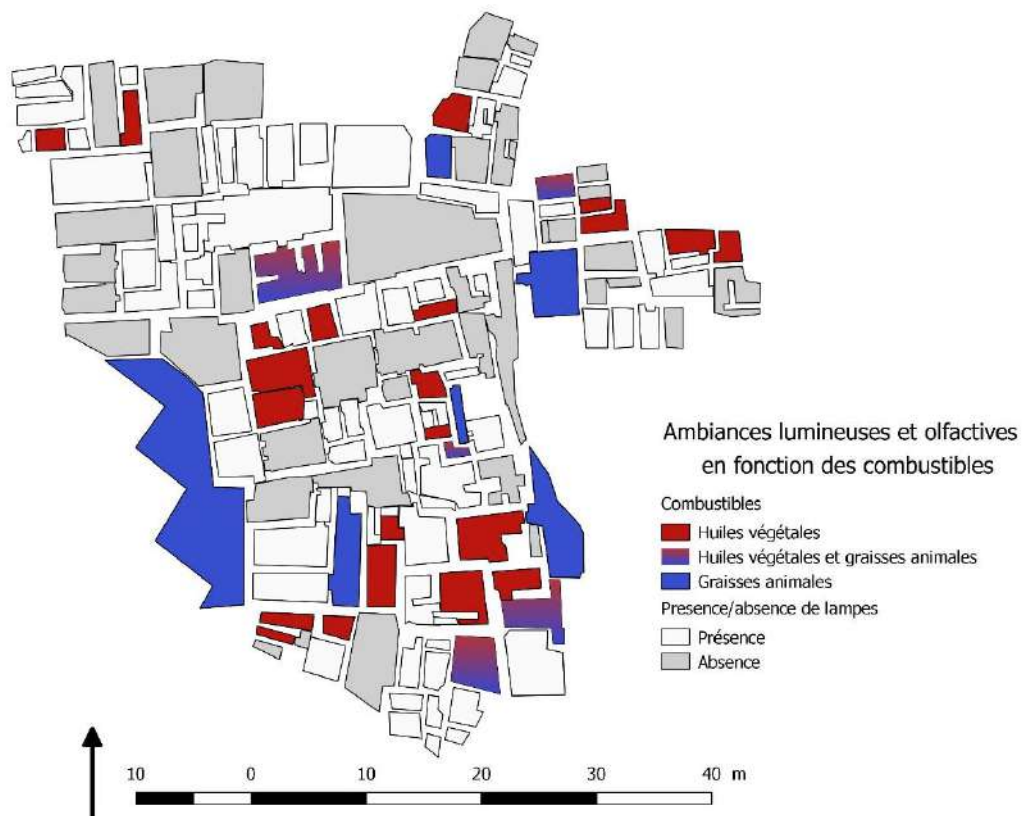 Ambiances lumineuses et olfactives
en fonction des combustibles
Combustibles
Huiles végétales
Huiles végétales et graisses animales
Graisses animales
Presence/absence de lampes
Présence
Absence
10 0 10 20 30 40 m